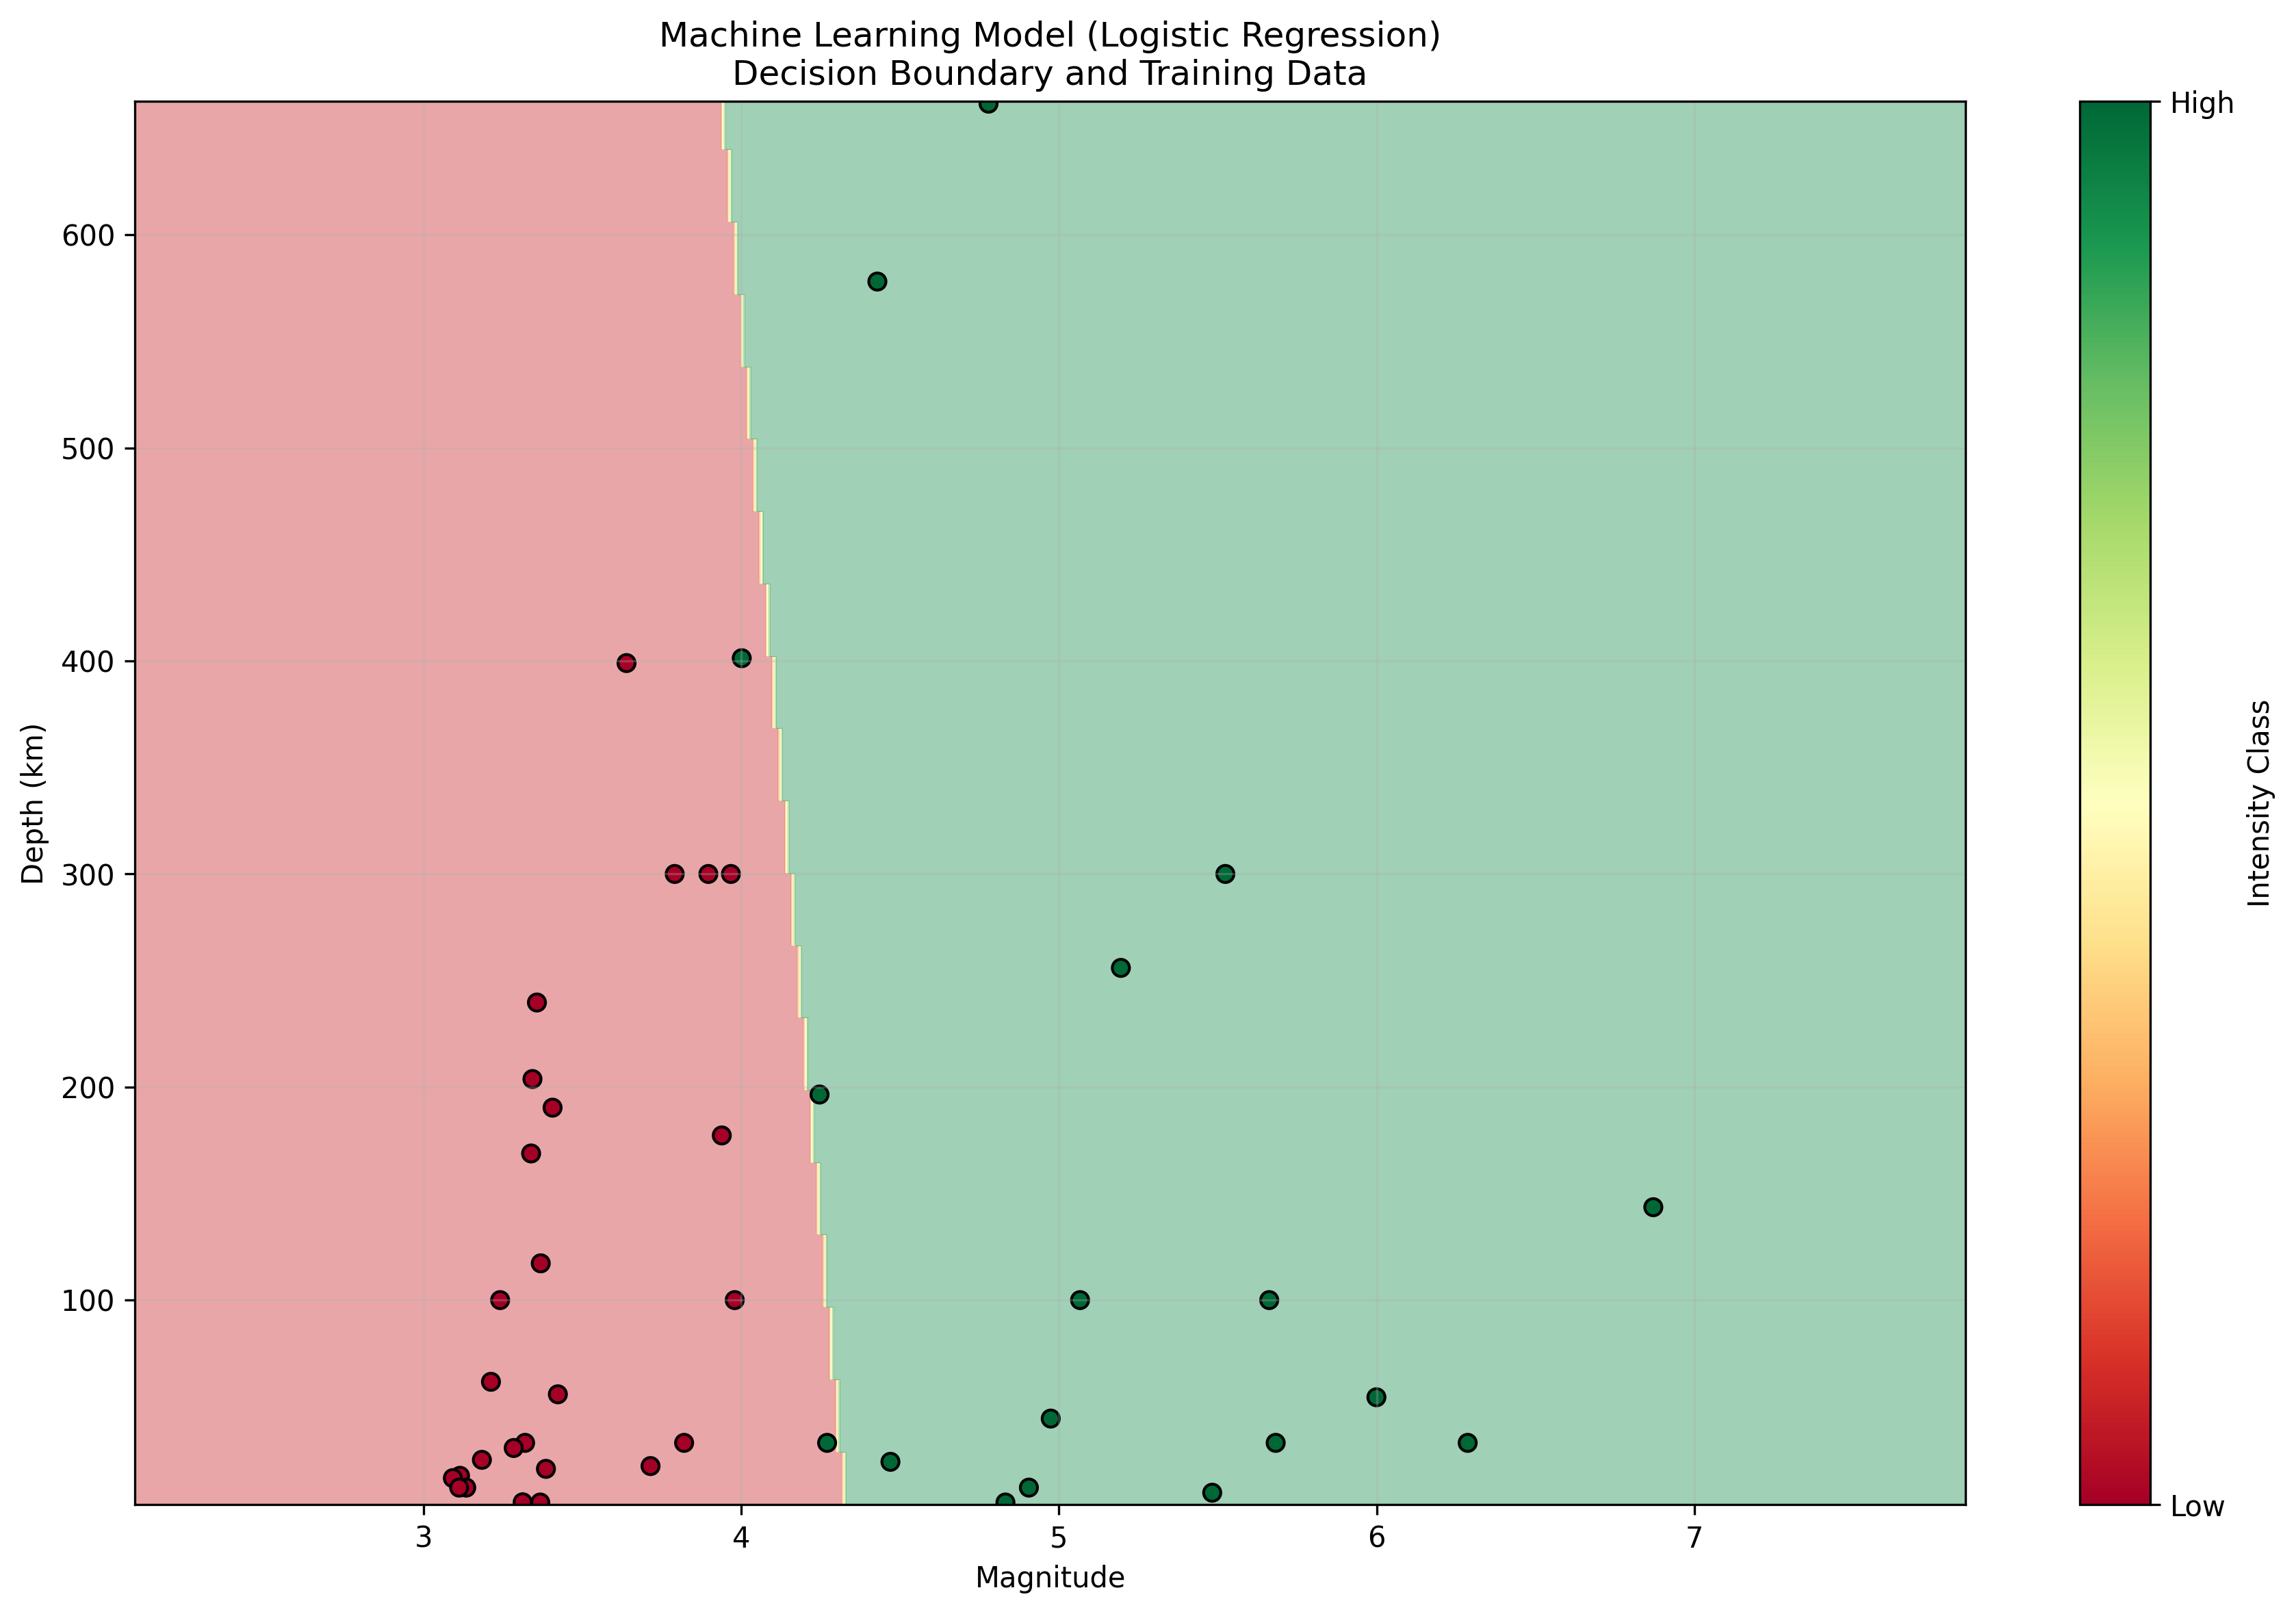 Machine Learning Model (Logistic Regression)
Decision Boundary and Training Data
High
600
500
400
300
200
100
Depth (km)
Intensity Class
Low
3 4 5 6 7
Magnitude